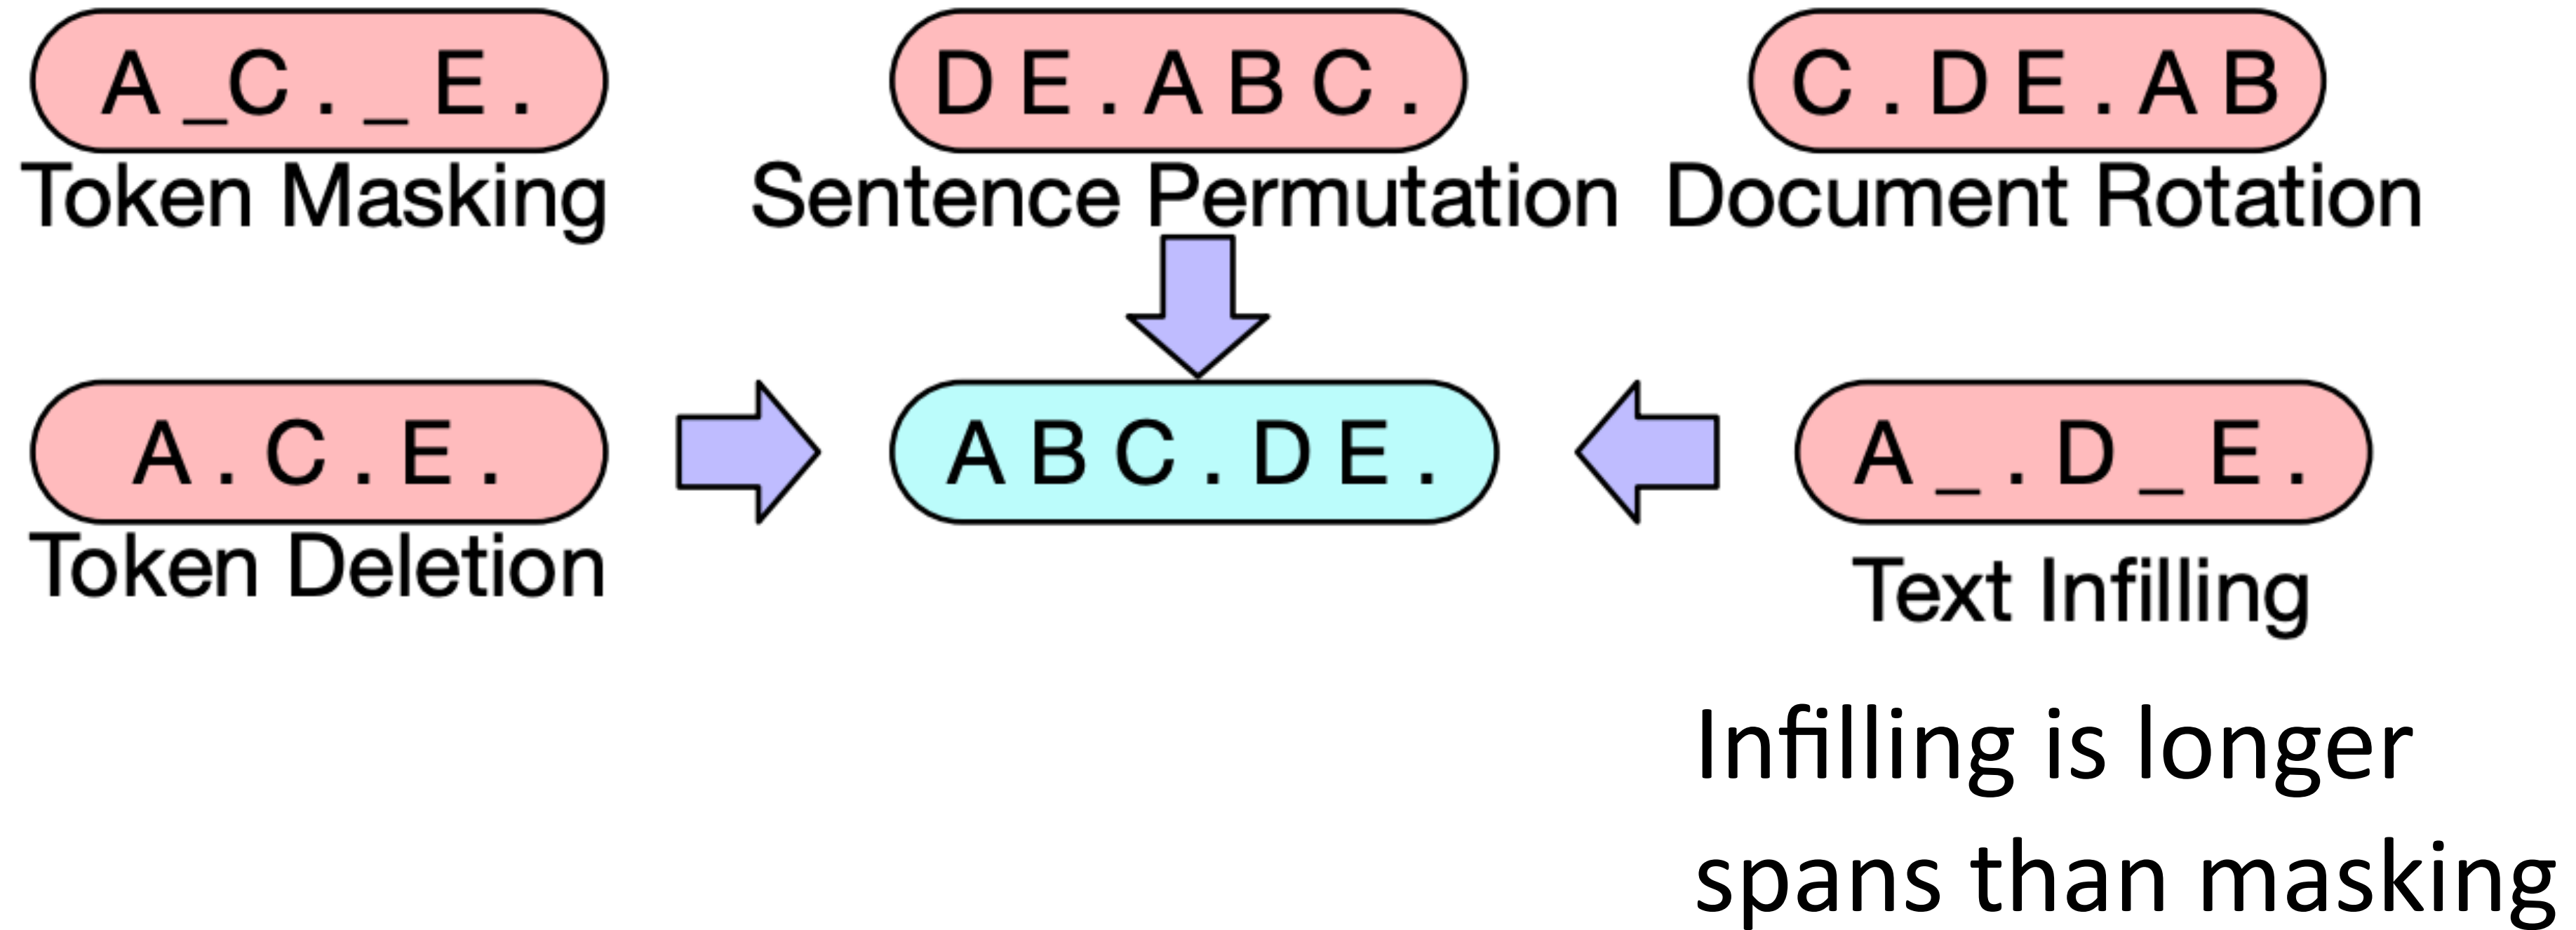 A _ C . _ E .
D E . A B C .
C . D E . A B
Token Masking
Sentence Permutation
Document Rotation
A . C . E .
A B C . D E .
A _ . D _ E .
Token Deletion
Text Infilling
Infilling is longer
spans than masking